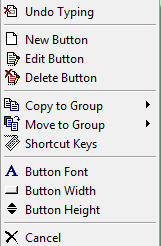 Undo Typing
New Button
Edit Button
Delete Button
Copy to Group
Move to Group
Shortcut Keys
Button Font
Button Width
Button Height
Cancel